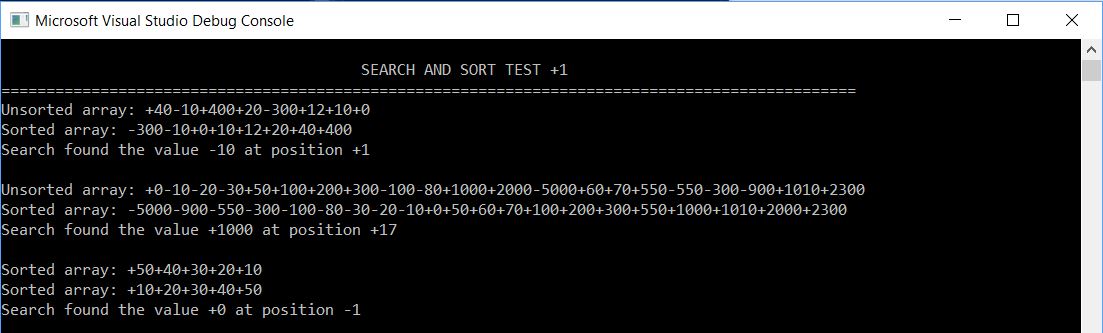 Microsoft Visual Studio Debug Console
SEARCH AND SORT TEST +1
===============================================================================================
Unsorted array: +40-10+400+20-300+12+10+0
Sorted array: -300-10+0+10+12+20+40+400
Search found the value -10 at position +1
Unsorted array: +0-10-20-30+50+100+200+300-100-80+1000+2000-5000+60+70+550-550-300-900+1010+2300
Sorted array: -5000-900-550-300-100-80-30-20-10+0+50+60+70+100+200+300+550+1000+1010+2000+2300
Search found the value +1000 at position +17
Sorted array: +50+40+30+20+10
Sorted array: +10+20+30+40+50
Search found the value +0 at position -1